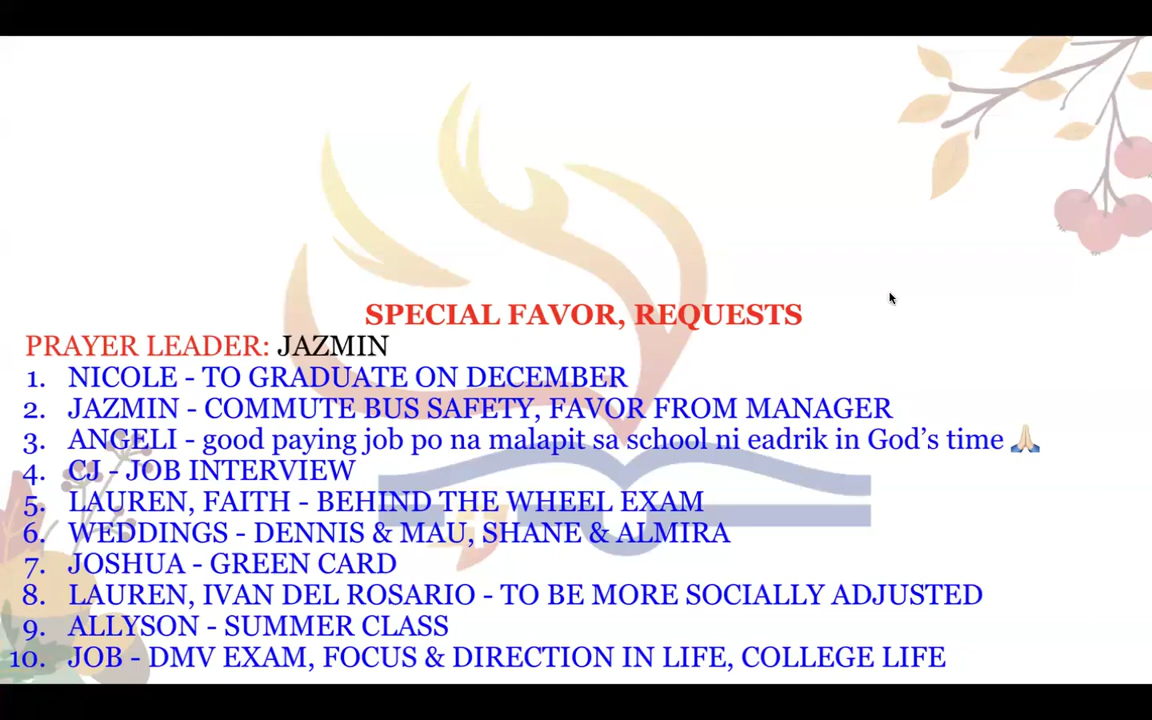 SPECIAL FAVOR, REQUESTS
PRAYER LEADER: JAZMIN
1. NICOLE - TO GRADUATE ON DECEMBER
2. JAZMIN - COMMUTE BUS SAFETY, FAVOR FROM MANAGER
3. ANGELI - good paying job po na malapit sa school ni eadrik in God's time 🙏🏻
4. CJ - JOB INTERVIEW
5. LAUREN, FAITH - BEHIND THE WHEEL EXAM
6. WEDDINGS - DENNIS & MAU, SHANE & ALMIRA
7. JOSHUA - GREEN CARD
8. LAUREN, IVAN DEL ROSARIO - TO BE MORE SOCIALLY ADJUSTED
9. ALLYSON - SUMMER CLASS
10. JOB - DMV EXAM, FOCUS & DIRECTION IN LIFE, COLLEGE LIFE